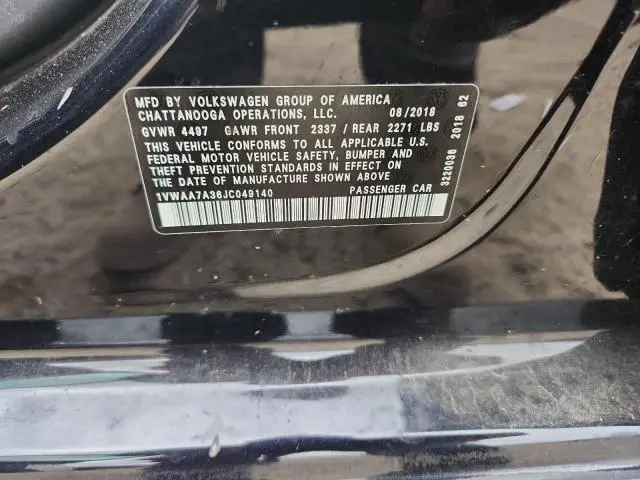 MFD BY VOLKSWAGEN GROUP OF AMERICA
CHATTANOOGA OPERATIONS, LLC. 08/2018
GVWR 4497 GAWR FRONT 2337 / REAR 2271 LBS
THIS VEHICLE CONFORMS TO ALL APPLICABLE U.S.
FEDERAL MOTOR VEHICLE SAFETY, BUMPER AND
THEFT PREVENTION STANDARDS IN EFFECT ON
THE DATE OF MANUFACTURE SHOWN ABOVE
1VWAA7A36JC049140 PASSENGER CAR
3220036 2018 62